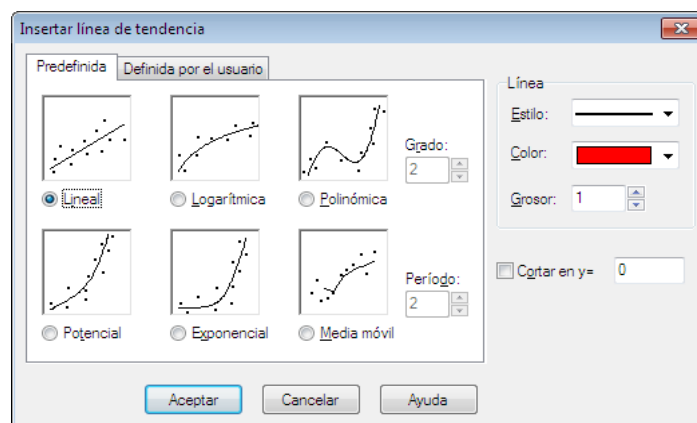 Insertar línea de tendencia
Predefinida
Definida por el usuario
Lineal
Logarítmica
Polinómica
Grado:
2
Potencial
Exponencial
Media móvil
Período:
2
Línea
Estilo:
Color:
Grosor:
1
Cortar en y=
0
Aceptar
Cancelar
Ayuda